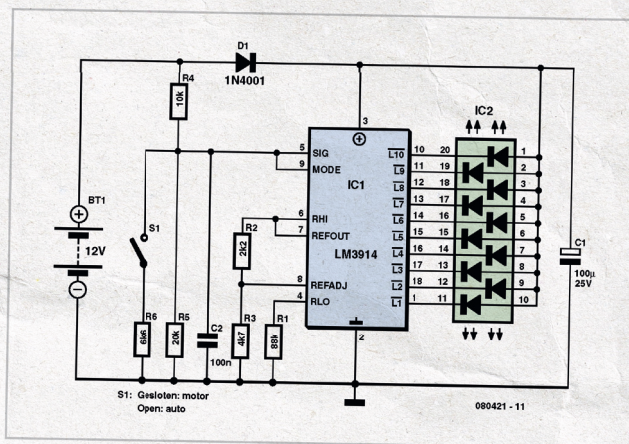 D1
1N4001
R4
10k
IC2
3
5 SIG
9 MODE
IC1
LM3914
6 RHI
7 REFOUT
8 REFADJ
4 RLO
2
L10 10 20 1
L9 11 19 2
L8 12 18 3
L7 13 17 4
L6 14 16 5
L5 15 15 6
L4 16 14 7
L3 17 13 8
L2 18 12 9
L1 1 11 10
BT1
12V
S1
R2
2k2
R6
6k6
R5
20k
C2
100n
R3
4k7
R1
88k
C1
100µ
25V
S1: Gesloten: motor
Open: auto
080421 - 11